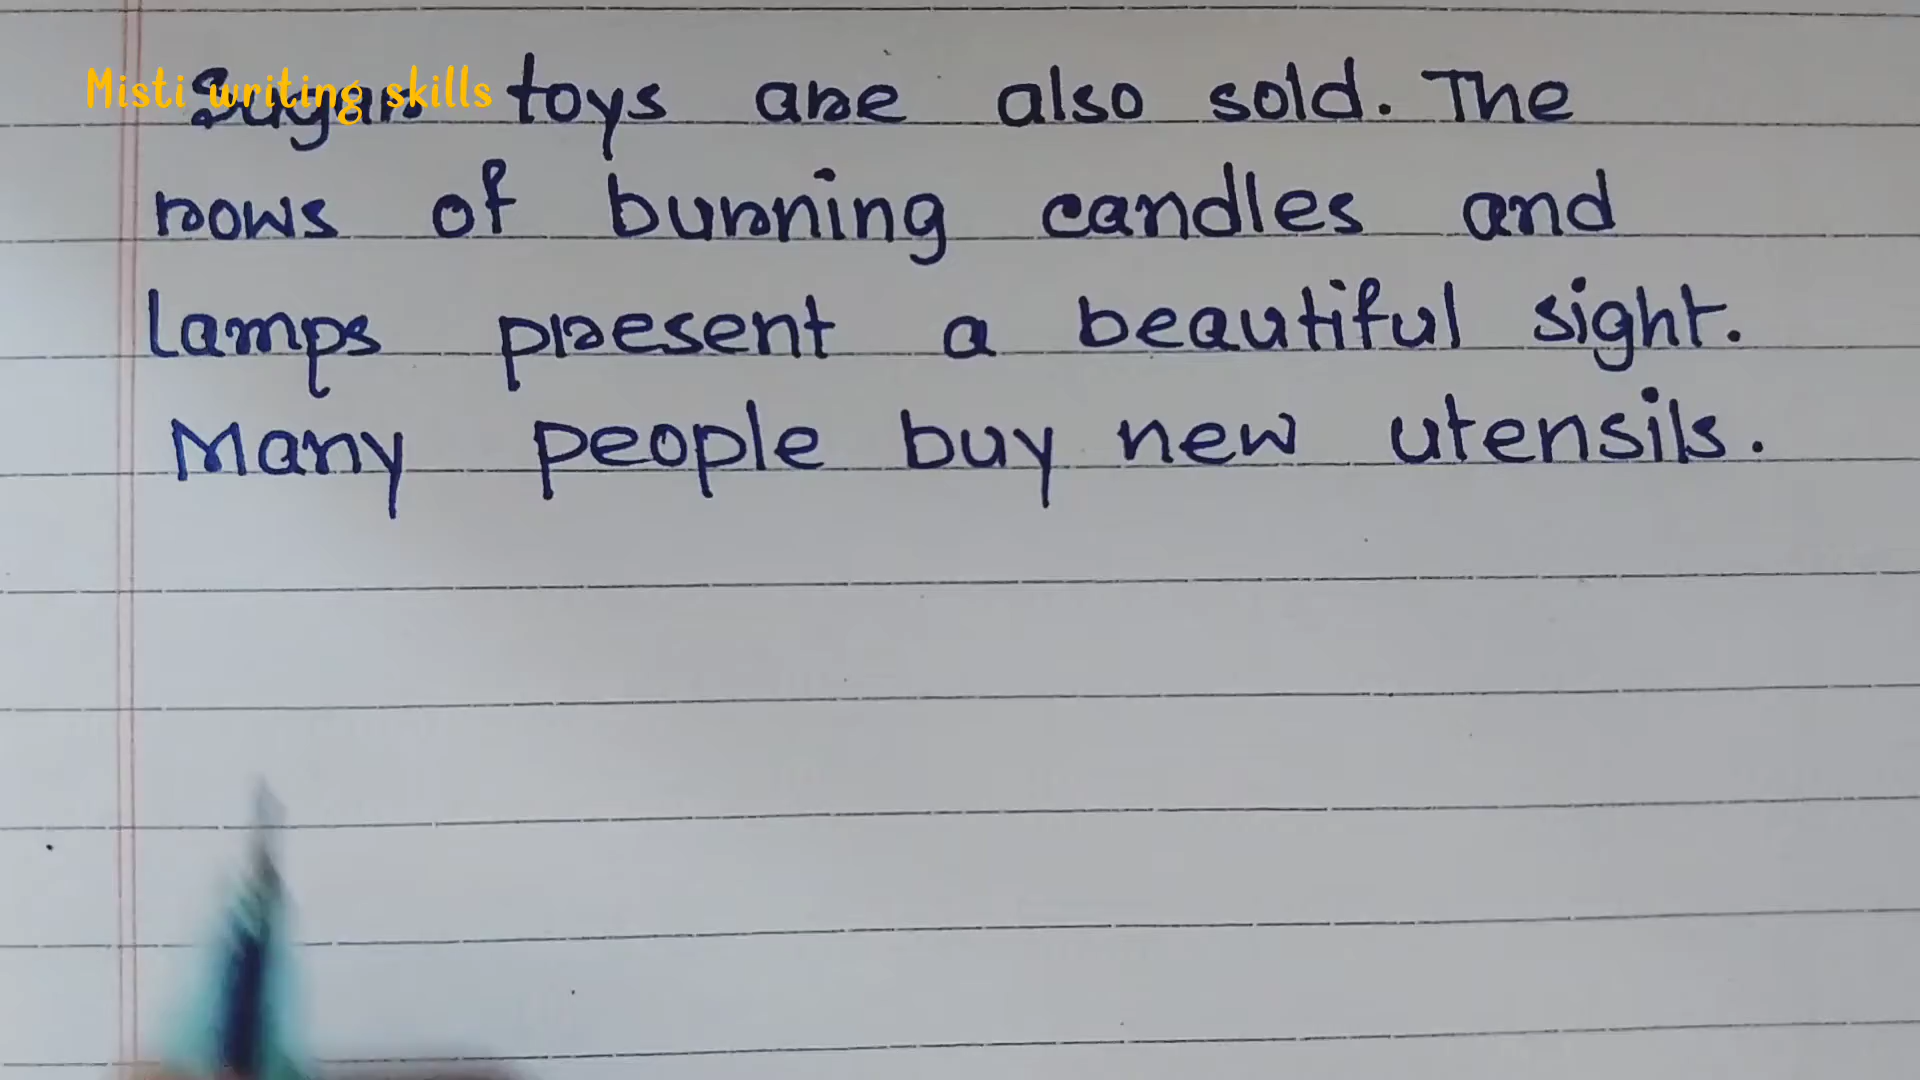 Misti writing skills
Sugar toys are also sold. The
rows of burning candles and
lamps present a beautiful sight.
Many people buy new utensils.